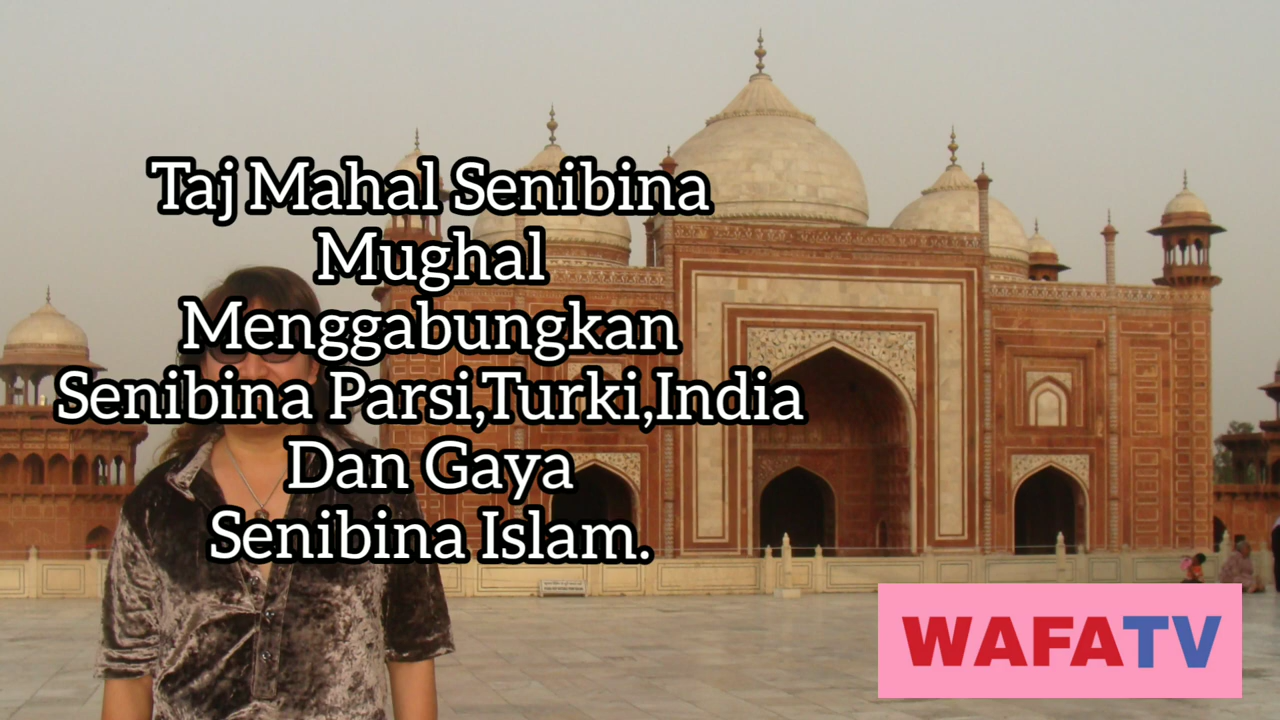 Taj Mahal Senibina
Mughal
Menggabungkan
Senibina Parsi,Turki,India
Dan Gaya
Senibina Islam.
WAFATV